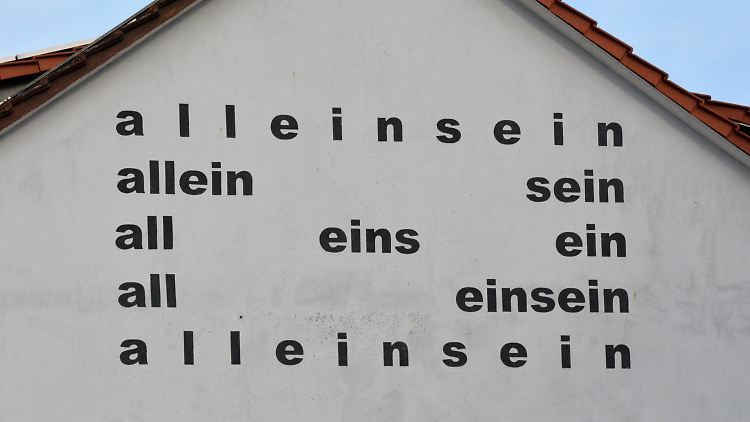 a l l e i n s e i n
allein sein
all eins ein
all einsein
a l l e i n s e i n